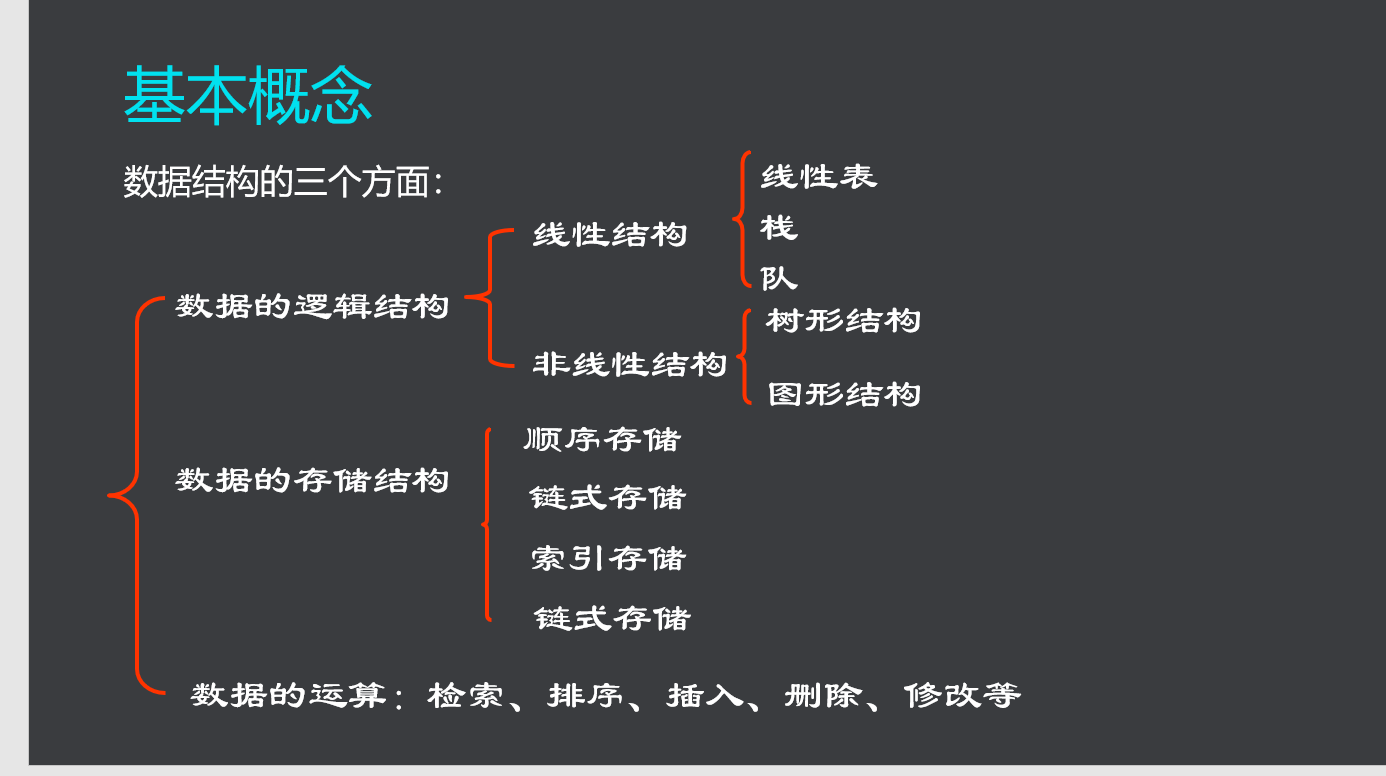 基本概念
数据结构的三个方面：
数据的逻辑结构
线性结构
线性表
栈
队
非线性结构
树形结构
图形结构
数据的存储结构
顺序存储
链式存储
索引存储
链式存储
数据的运算：检索、排序、插入、删除、修改等